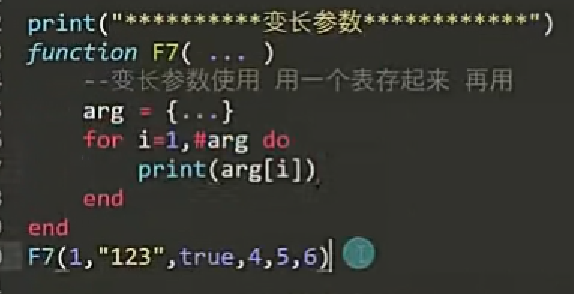 print("**********变长参数************")
function F7( ... )
--变长参数使用 用一个表存起来 再用
arg = {...}
for i=1,#arg do
print(arg[i])
end
end
F7(1,"123",true,4,5,6)